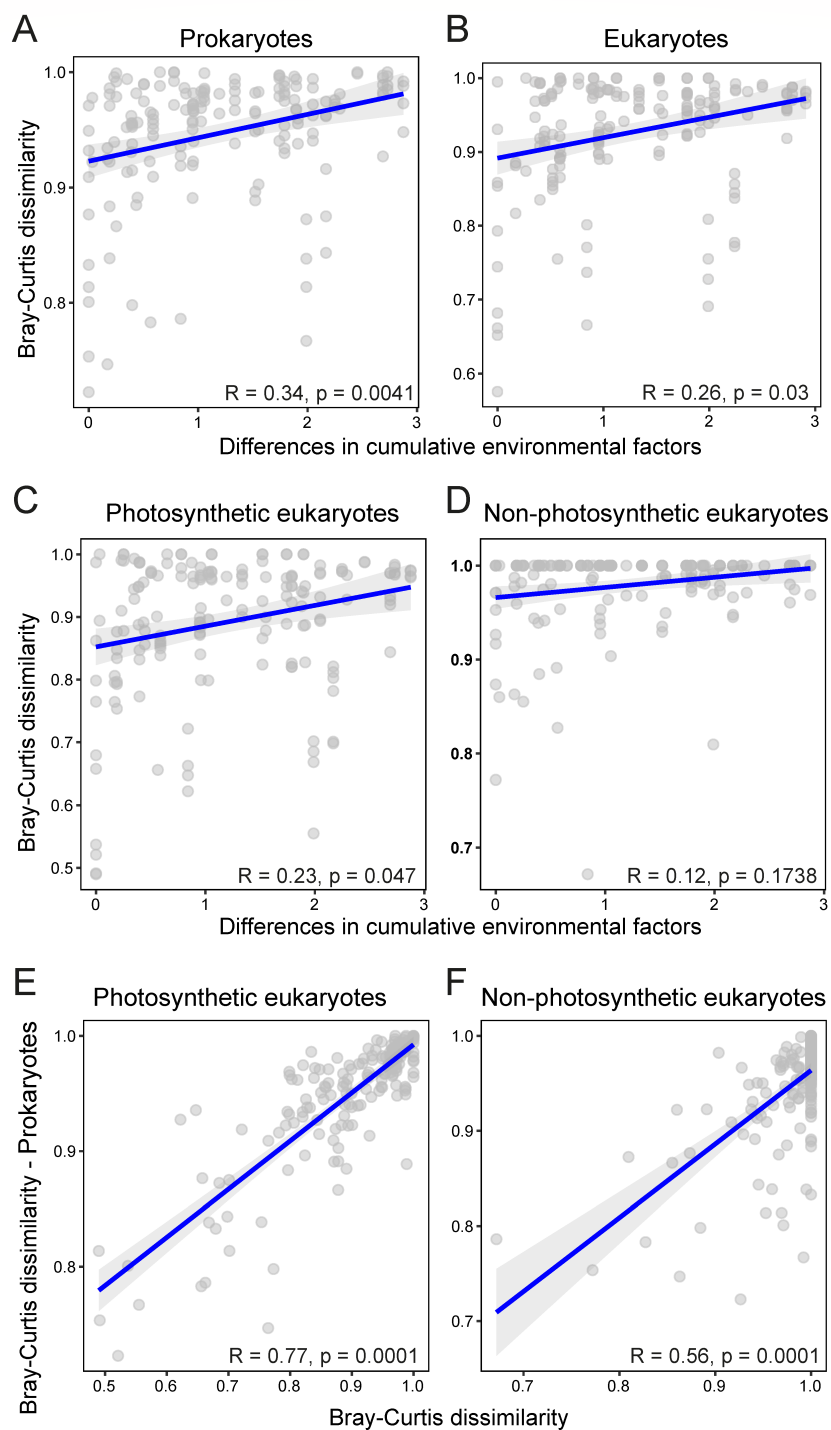 A
Prokaryotes
B
Eukaryotes
Bray-Curtis dissimilarity
1.0
0.9
0.8
R = 0.34, p = 0.0041
0 1 2 3
1.0
0.9
0.8
0.7
0.6
R = 0.26, p = 0.03
0 1 2 3
Differences in cumulative environmental factors
C
Photosynthetic eukaryotes
D
Non-photosynthetic eukaryotes
Bray-Curtis dissimilarity
1.0
0.9
0.8
0.7
0.6
0.5
R = 0.23, p = 0.047
0 1 2 3
1.0
0.9
0.8
0.7
R = 0.12, p = 0.1738
0 1 2 3
Differences in cumulative environmental factors
E
Photosynthetic eukaryotes
F
Non-photosynthetic eukaryotes
Bray-Curtis dissimilarity - Prokaryotes
1.0
0.9
0.8
R = 0.77, p = 0.0001
0.5 0.6 0.7 0.8 0.9 1.0
1.0
0.9
0.8
0.7
R = 0.56, p = 0.0001
0.7 0.8 0.9 1.0
Bray-Curtis dissimilarity